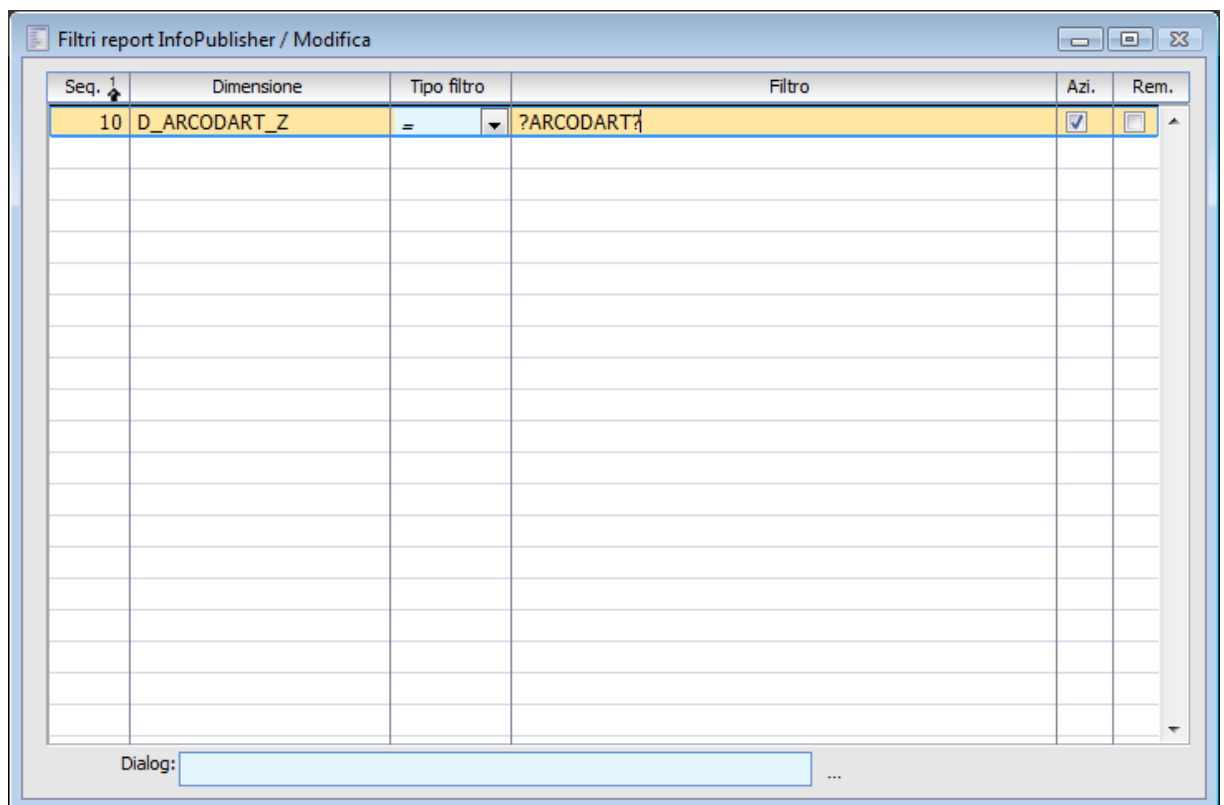 Filtri report InfoPublisher / Modifica
Seq. 1 Dimensione Tipo filtro Filtro Azi. Rem.
10 D_ARCODART_Z = ?ARCODART?
Dialog: ...